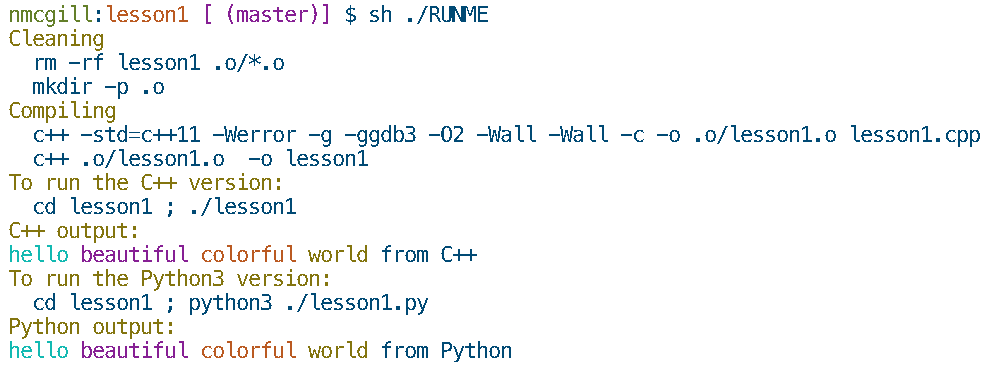 nmcgill:lesson1 [ (master)] $ sh ./RUNME
Cleaning
  rm -rf lesson1 .o/*.o
  mkdir -p .o
Compiling
  c++ -std=c++11 -Werror -g -ggdb3 -O2 -Wall -Wall -c -o .o/lesson1.o lesson1.cpp
  c++ .o/lesson1.o  -o lesson1
To run the C++ version:
  cd lesson1 ; ./lesson1
C++ output:
hello beautiful colorful world from C++
To run the Python3 version:
  cd lesson1 ; python3 ./lesson1.py
Python output:
hello beautiful colorful world from Python